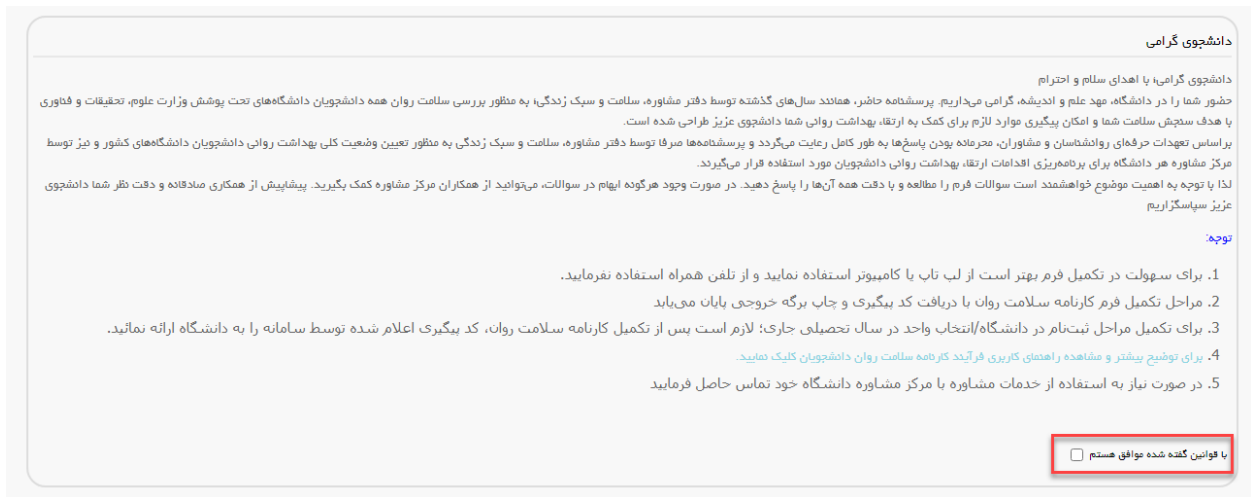 دانشجوی گرامی
دانشجوی گرامی؛ با اهدای سلام و احترام
حضور شما را در دانشگاه، مهد علم و اندیشه، گرامی می‌داریم. پرسشنامه حاضر، همانند سال‌های گذشته توسط دفتر مشاوره، سلامت و سبک زندگی؛ به منظور بررسی سلامت روان همه دانشجویان دانشگاه‌های تحت پوشش وزارت علوم، تحقیقات و فناوری
با هدف سنجش سلامت شما و امکان پیگیری موارد لازم برای کمک به ارتقاء بهداشت روانی شما دانشجوی عزیز طراحی شده است.
براساس تعهدات حرفه‌ای روانشناسان و مشاوران، محرمانه بودن پاسخ‌ها به طور کامل رعایت می‌گردد و پرسشنامه‌ها صرفا توسط دفتر مشاوره، سلامت و سبک زندگی به منظور تعیین وضعیت کلی بهداشت روانی دانشجویان دانشگاه‌های کشور و نیز توسط
مرکز مشاوره هر دانشگاه برای برنامه‌ریزی اقدامات ارتقاء بهداشت روانی دانشجویان مورد استفاده قرار می‌گیرند.
لذا با توجه به اهمیت موضوع خواهشمند است سوالات فرم را مطالعه و با دقت همه آن‌ها را پاسخ دهید. در صورت وجود هرگونه ابهام در سوالات، می‌توانید از همکاران مرکز مشاوره کمک بگیرید. پیشاپیش از همکاری صادقانه و دقت نظر شما دانشجوی
عزیز سپاسگزاریم
توجه:
1. برای سهولت در تکمیل فرم بهتر است از لپ تاپ یا کامپیوتر استفاده نمایید و از تلفن همراه استفاده نفرمایید.
2. مراحل تکمیل فرم کارنامه سلامت روان با دریافت کد پیگیری و چاپ برگه خروجی پایان می‌یابد
3. برای تکمیل مراحل ثبت‌نام در دانشگاه/انتخاب واحد در سال تحصیلی جاری؛ لازم است پس از تکمیل کارنامه سلامت روان، کد پیگیری اعلام شده توسط سامانه را به دانشگاه ارائه نمائید.
4. برای توضیح بیشتر و مشاهده راهنمای کاربری فرآیند کارنامه سلامت روان دانشجویان کلیک نمایید.
5. در صورت نیاز به استفاده از خدمات مشاوره با مرکز مشاوره دانشگاه خود تماس حاصل فرمایید
با قوانین گفته شده موافق هستم